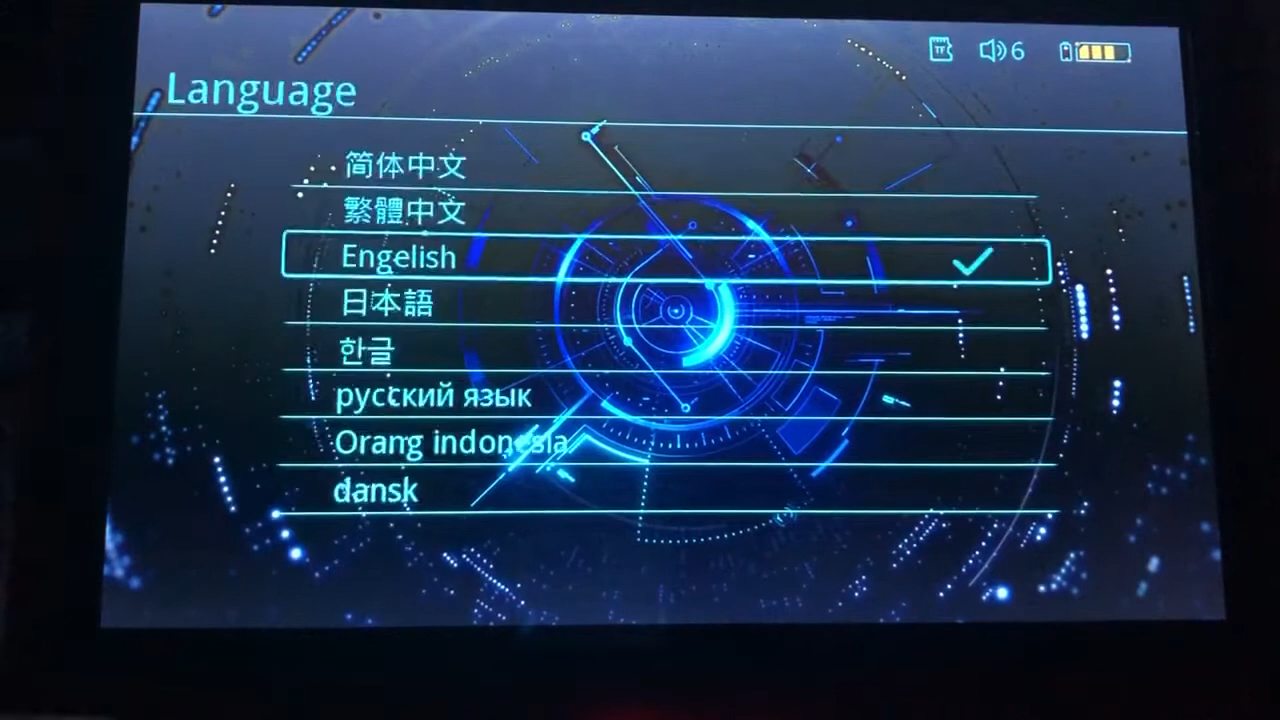 TF 6
Language
简体中文
繁體中文
Engelish
日本語
한글
русский язык
Orang indonesia
dansk